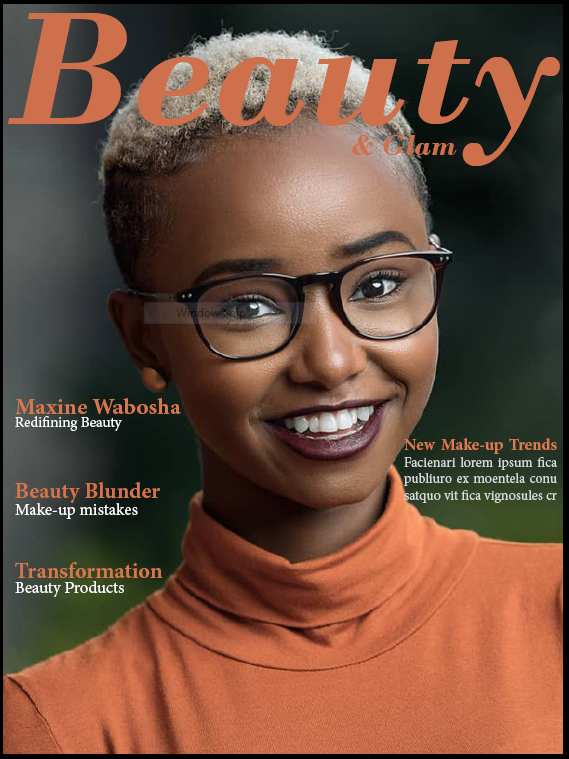 Beauty
& Glam
Maxine Wabosha
Redifining Beauty
New Make-up Trends
Facienari lorem ipsum fica
publiuro ex moentela conu
satquo vit fica vignosules cr
Beauty Blunder
Make-up mistakes
Transformation
Beauty Products